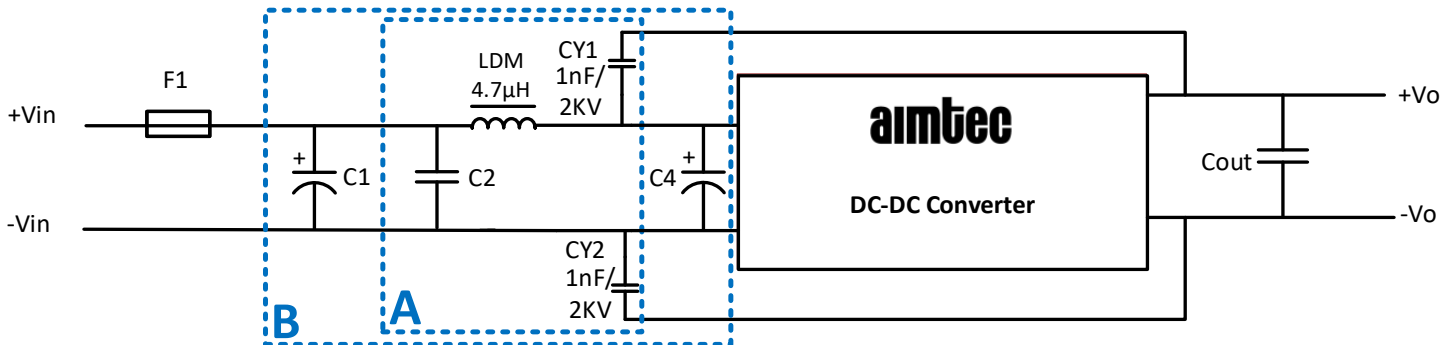 F1
LDM
4.7µH
CY1
1nF/
2KV
+Vin
+Vo
aimtec
+
C1
C2
C4
+
Cout
DC-DC Converter
-Vin
-Vo
CY2
1nF/
2KV
B
A